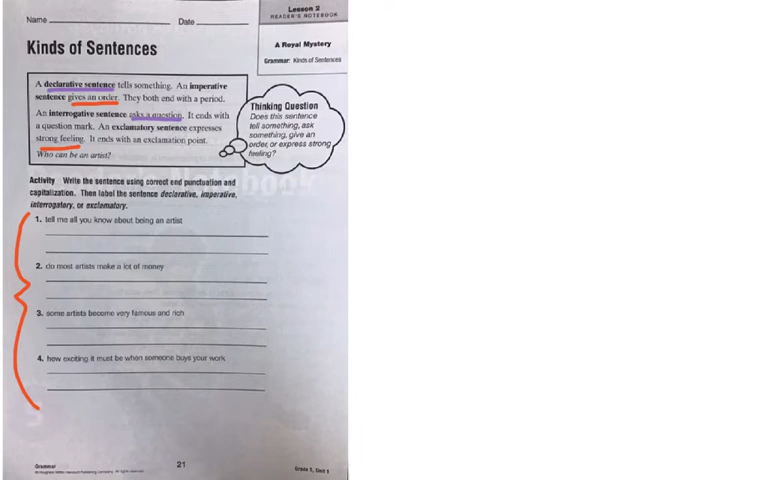 Name Date
Lesson 2
READER'S NOTEBOOK
Kinds of Sentences
A Royal Mystery
Grammar: Kinds of Sentences
A declarative sentence tells something. An imperative
sentence gives an order. They both end with a period.
An interrogative sentence asks a question. It ends with
a question mark. An exclamatory sentence expresses
strong feeling. It ends with an exclamation point.
Who can be an artist?
Thinking Question
Does this sentence
tell something, ask
something, give an
order, or express strong
feeling?
Activity Write the sentence using correct end punctuation and
capitalization. Then label the sentence declarative, imperative,
interrogatory, or exclamatory.
1. tell me all you know about being an artist
2. do most artists make a lot of money
3. some artists become very famous and rich
4. how exciting it must be when someone buys your work
Grammar
21
Unit 1